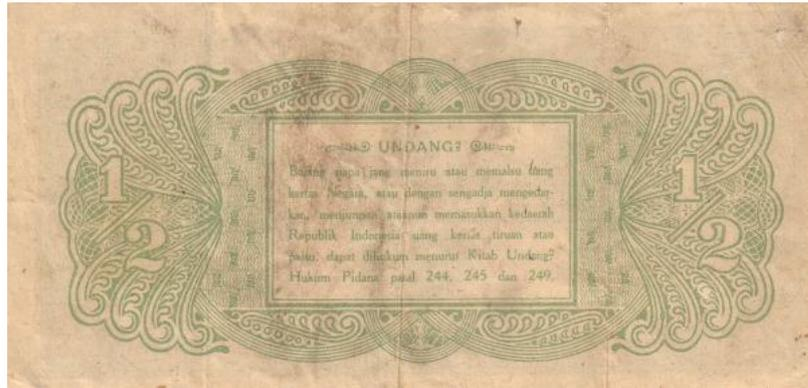 UNDANG2
Barang siapa jang meniru atau memalsu uang
kertas Negara, atau dengan sengadja mengedar-
kan, menjimpan ataupun memasukkan kedaerah
Republik Indonesia uang kertas tiruan atau
palsu, dapat dihukum menurut Kitab Undang2
Hukum Pidana pasal 244, 245 dan 249.
1/2
1/2